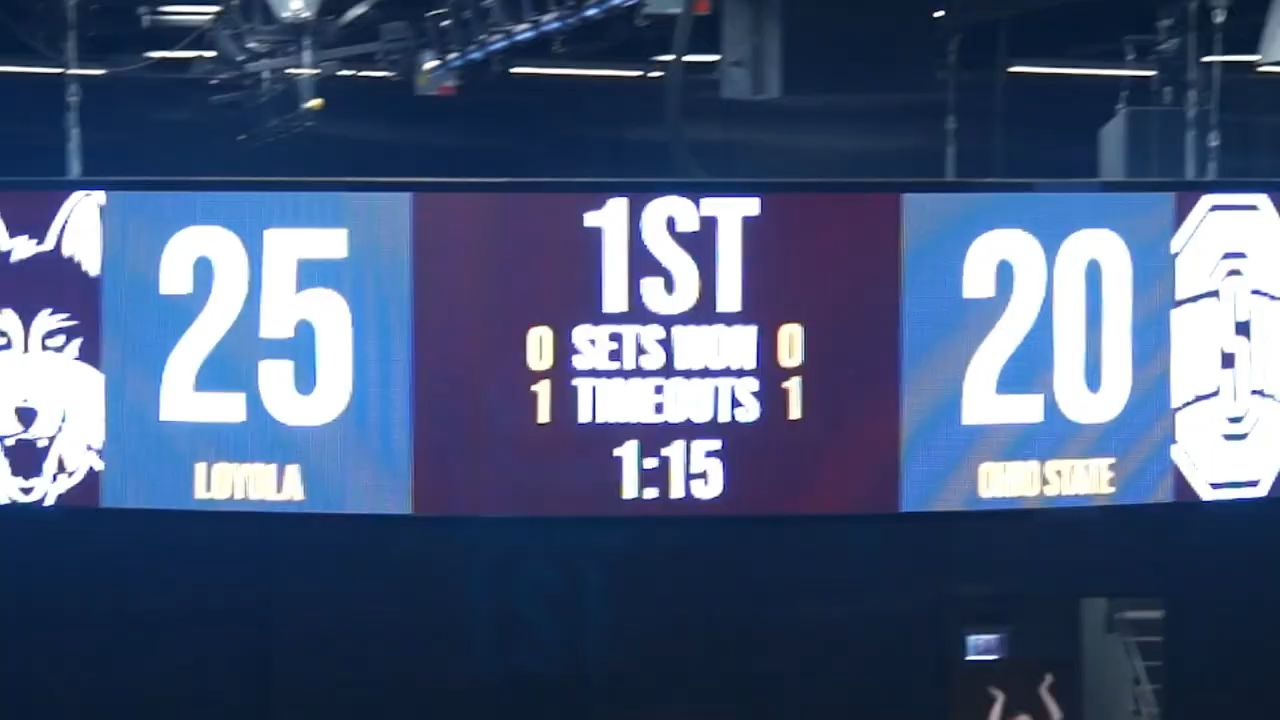 25
LOYOLA
1ST
0 SETS WON 0
1 TIMEOUTS 1
1:15
20
OHIO STATE